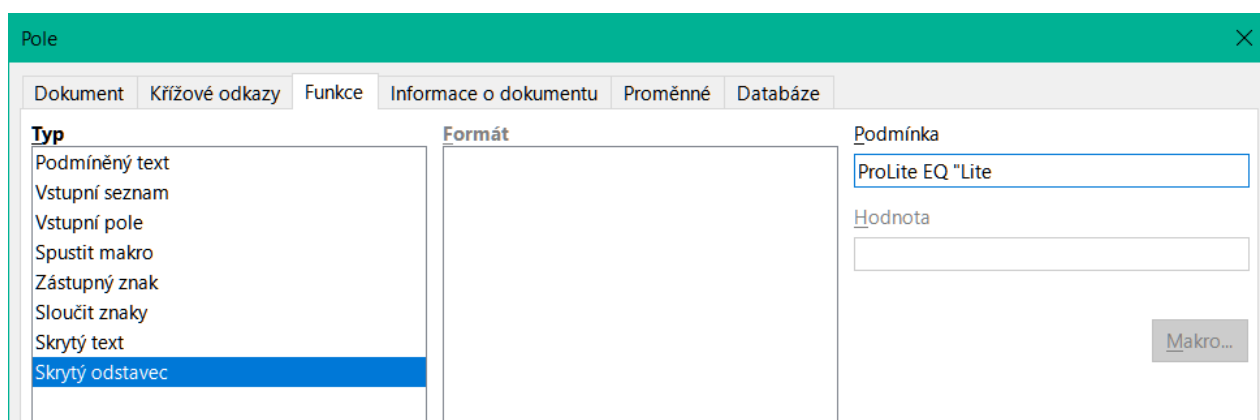 Pole
Dokument Křížové odkazy Funkce Informace o dokumentu Proměnné Databáze
Typ Formát Podmínka
Podmíněný text
ProLite EQ "Lite
Vstupní seznam
Vstupní pole
Hodnota
Spustit makro
Zástupný znak
Sloučit znaky
Skrytý text
Makro...
Skrytý odstavec